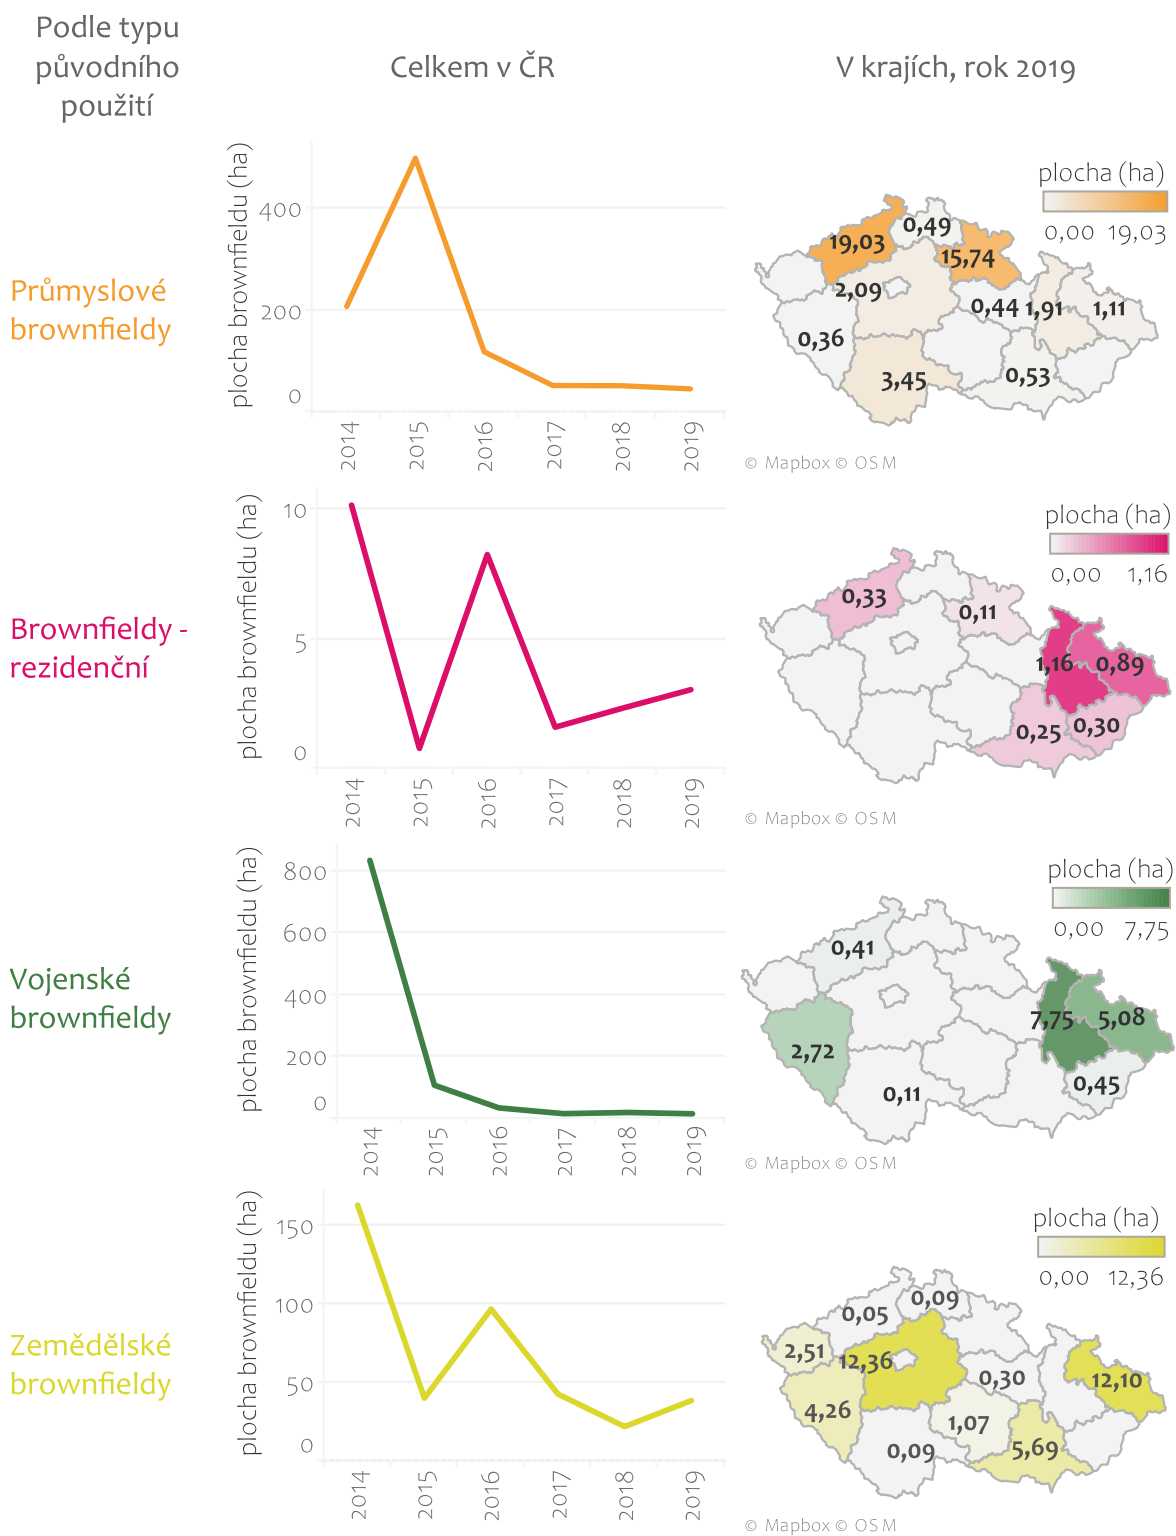 Podle typu
původního
použití
Celkem v ČR
V krajích, rok 2019
Průmyslové
brownfieldy
plocha brownfieldu (ha)
400
200
0
2014 2015 2016 2017 2018 2019
plocha (ha)
0,00 19,03
19,03
0,49
15,74
2,09
0,44
1,91
1,11
0,36
3,45
0,53
© Mapbox © OSM
Brownfieldy -
rezidenční
plocha brownfieldu (ha)
10
5
0
2014 2015 2016 2017 2018 2019
plocha (ha)
0,00 1,16
0,33
0,11
1,16
0,89
0,25
0,30
© Mapbox © OSM
Vojenské
brownfieldy
plocha brownfieldu (ha)
800
600
400
200
0
2014 2015 2016 2017 2018 2019
plocha (ha)
0,00 7,75
0,41
7,75
5,08
2,72
0,45
0,11
© Mapbox © OSM
Zemědělské
brownfieldy
plocha brownfieldu (ha)
150
100
50
0
2014 2015 2016 2017 2018 2019
plocha (ha)
0,00 12,36
0,05
0,09
2,51
12,36
0,30
12,10
4,26
1,07
0,09
5,69
© Mapbox © OSM